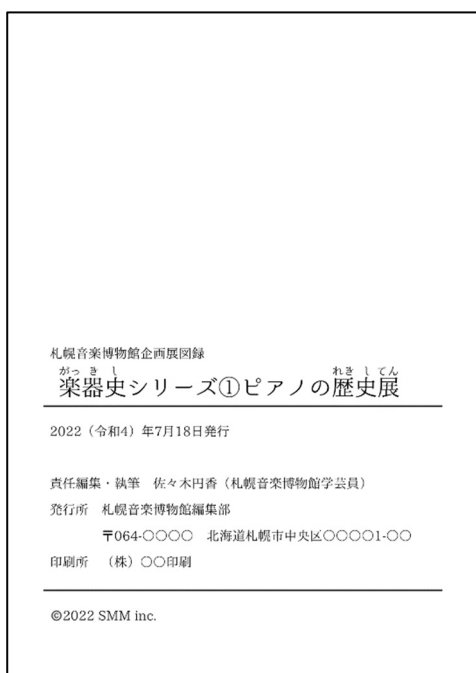 札幌音楽博物館企画展図録
がっきし れきしてん
楽器史シリーズ①ピアノの歴史展
2022（令和4）年7月18日発行
責任編集・執筆 佐々木円香（札幌音楽博物館学芸員）
発行所 札幌音楽博物館編集部
〒064-○○○○ 北海道札幌市中央区○○○○1-○○
印刷所 （株）○○印刷
©2022 SMM inc.